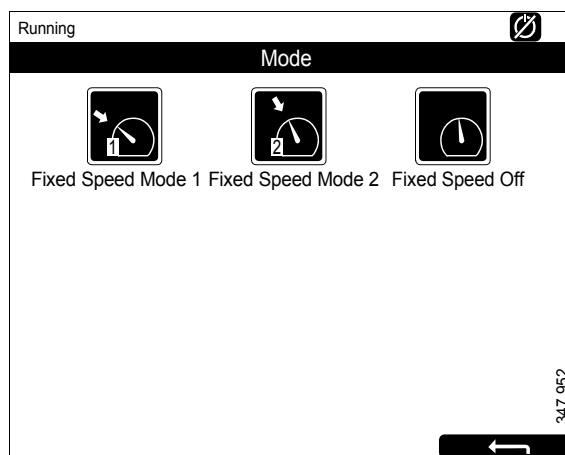 Running
Mode
1
2
Fixed Speed Mode 1 Fixed Speed Mode 2 Fixed Speed Off
347 952